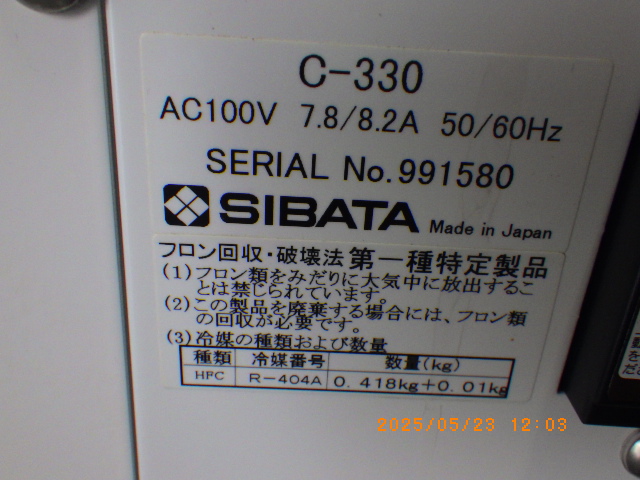 C-330
AC100V 7.8/8.2A 50/60Hz
SERIAL No.991580
SIBATA Made in Japan
フロン回収・破壊法 第一種特定製品
(1) フロン類をみだりに大気中に放出するこ
とは禁じられています。
(2) この製品を廃棄する場合には、フロン類
の回収が必要です。
(3) 冷媒の種類および数量
種類 冷媒番号 数量(kg)
HFC R-404A 0.418kg+0.01kg
2025/05/23 12:03